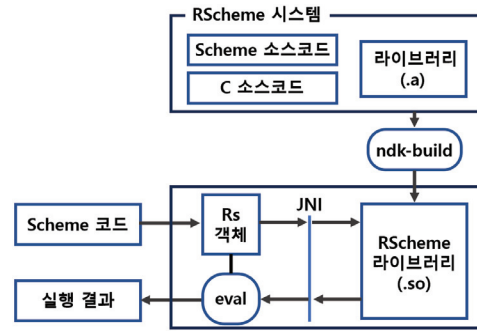 RScheme 시스템
Scheme 소스코드
C 소스코드
라이브러리
(.a)
ndk-build
Scheme 코드
Rs
객체
JNI
RScheme
라이브러리
(.so)
eval
실행 결과